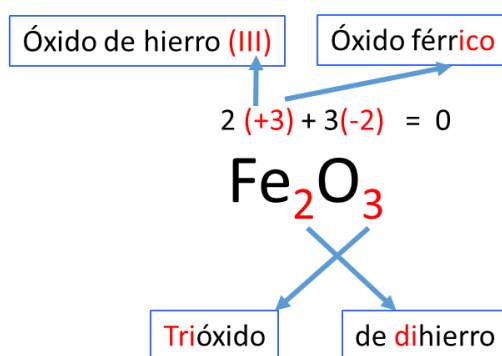 Óxido de hierro (III)
Óxido férrico
2 (+3) + 3(-2) = 0
Fe₂O₃
Trióxido
de dihierro